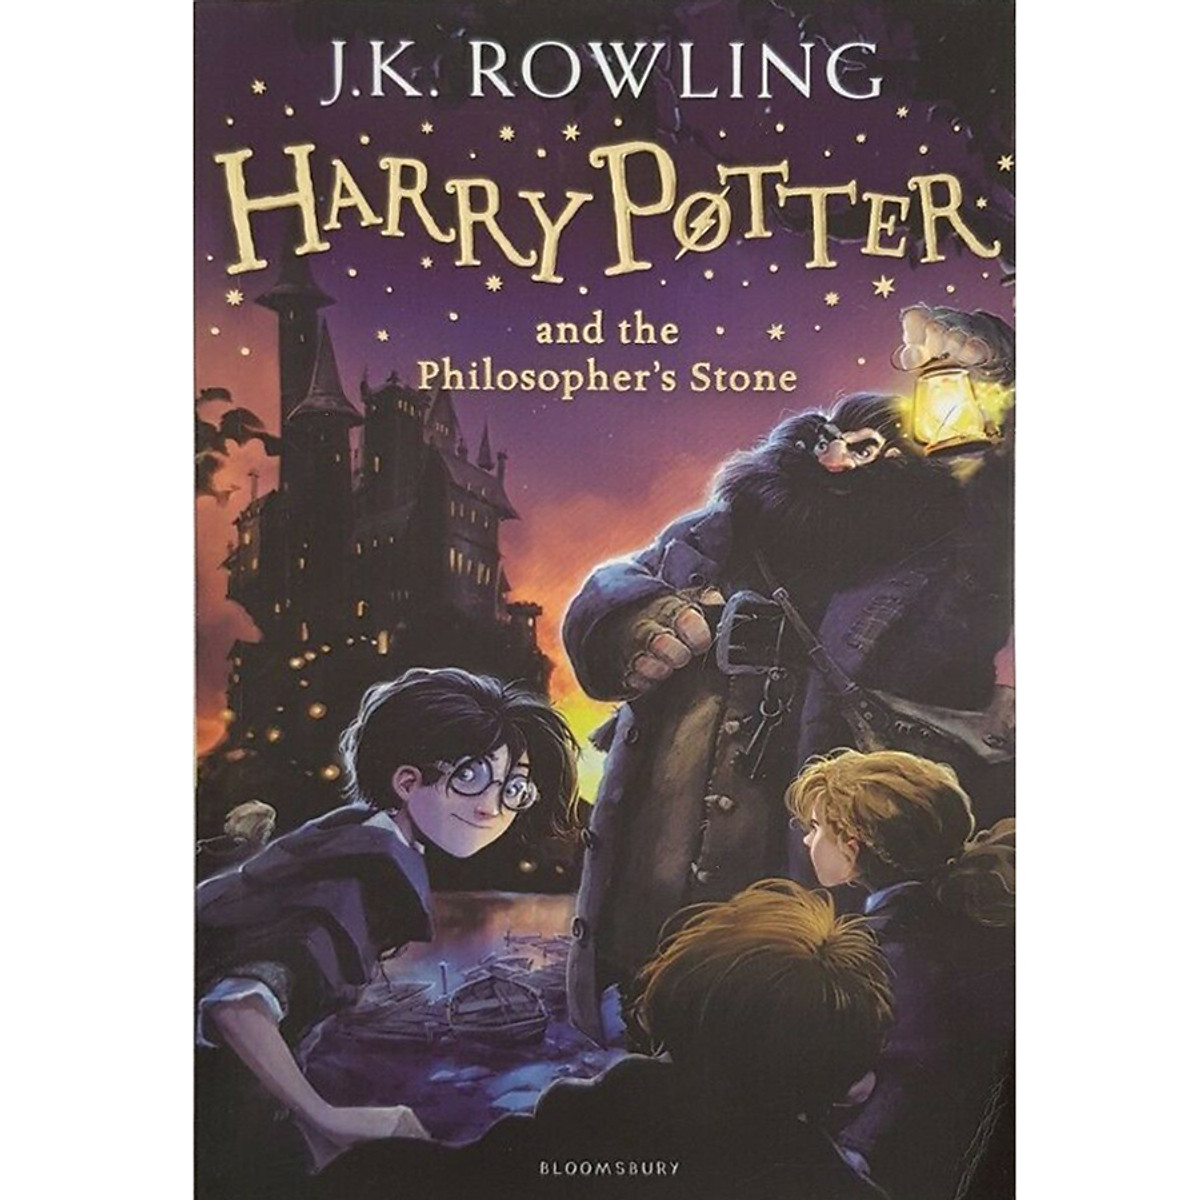 J.K. ROWLING
HARRY POTTER
and the
Philosopher's Stone
BLOOMSBURY